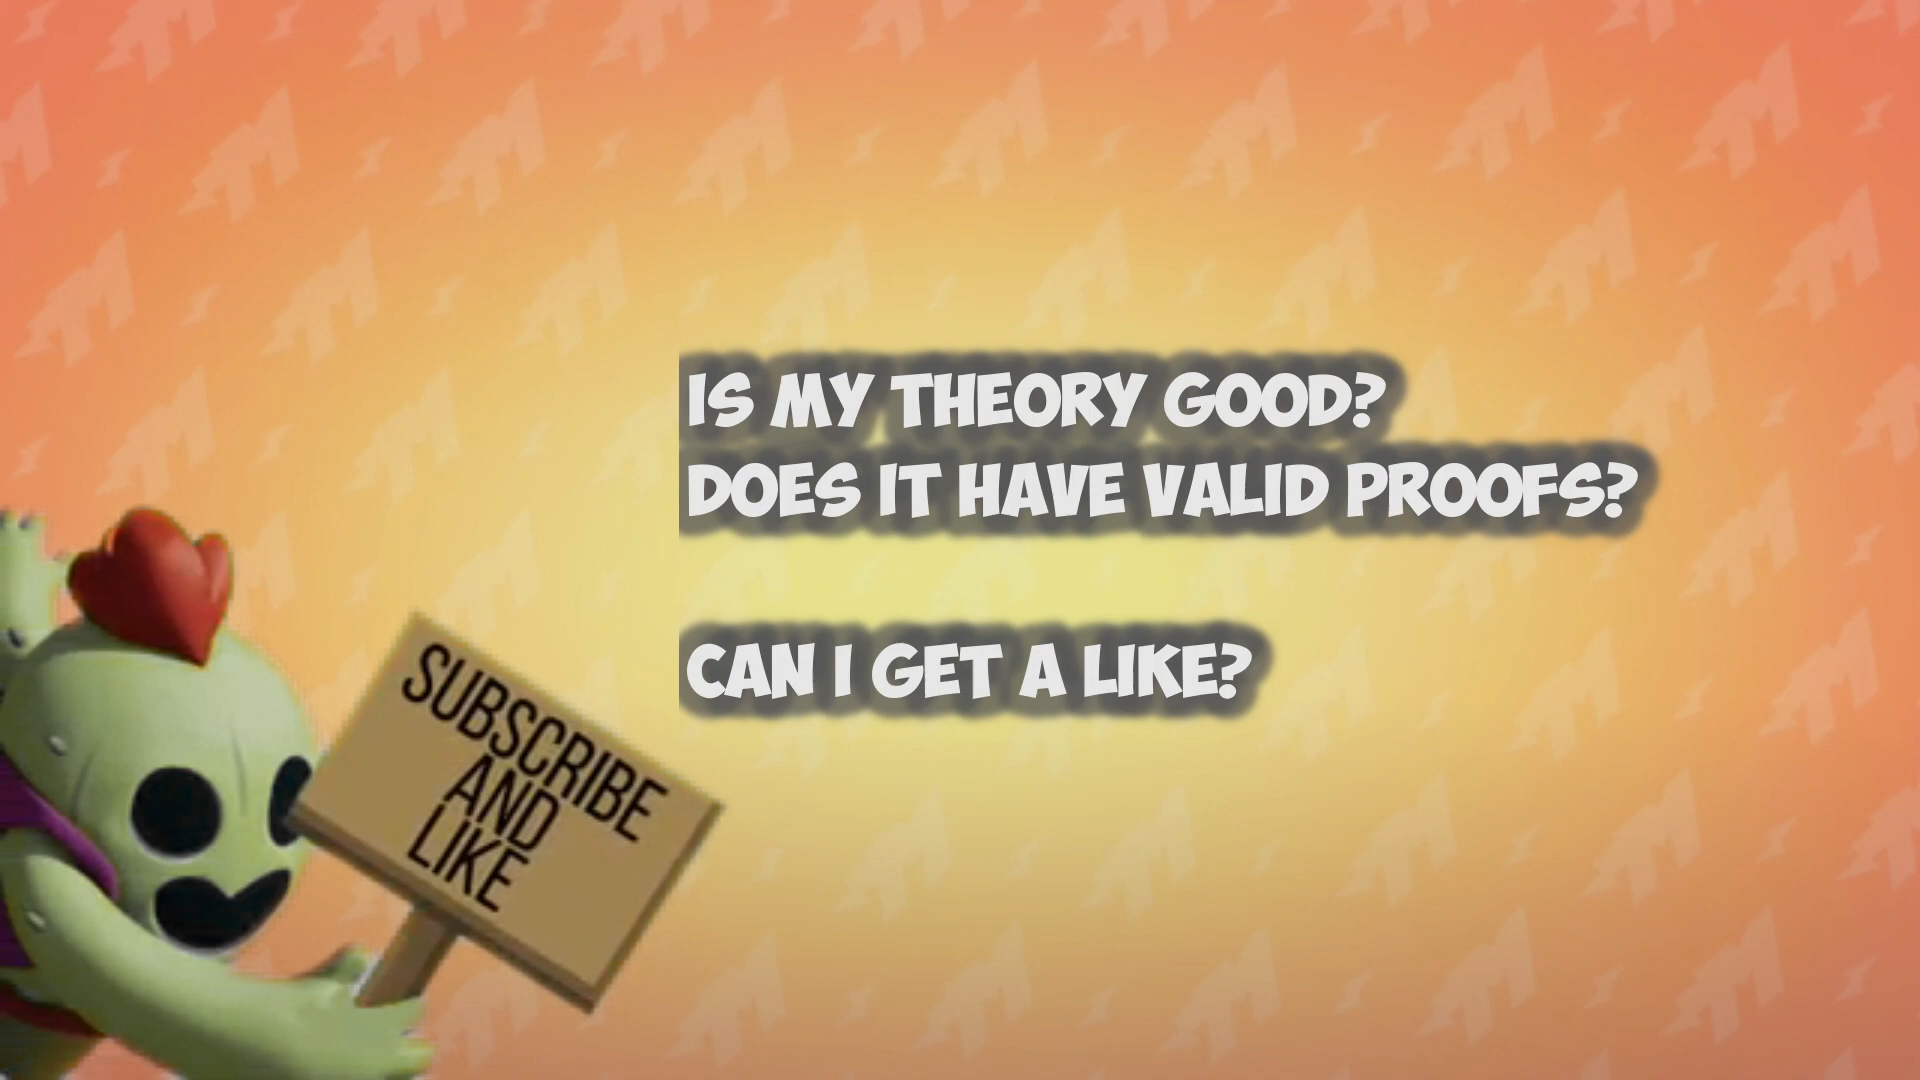 IS MY THEORY GOOD?
DOES IT HAVE VALID PROOFS?
CAN I GET A LIKE?
SUBSCRIBE
AND
LIKE